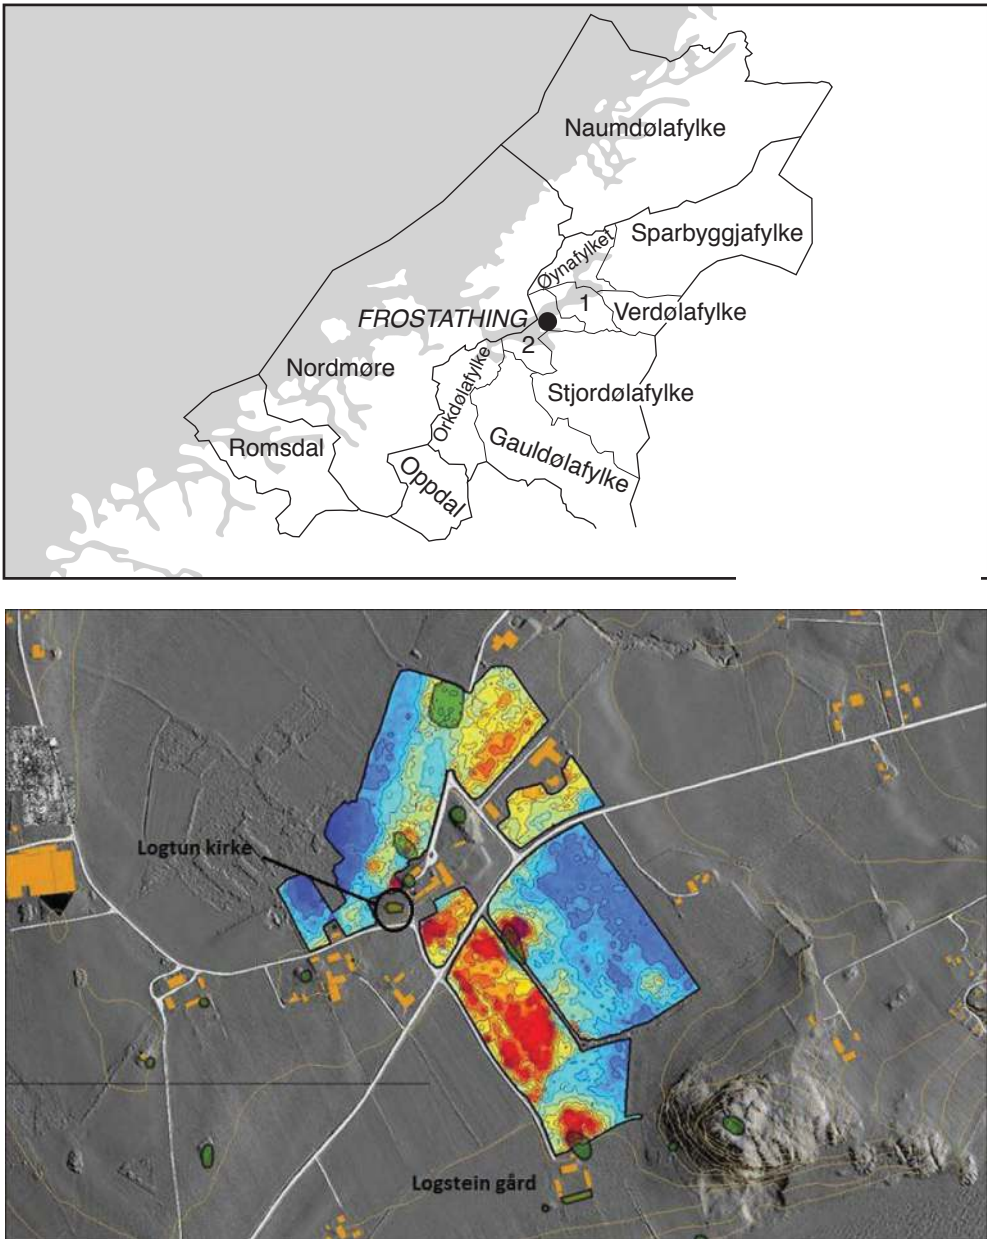 Naumdølafylke
Sparbyggjafylke
Øynafylket
1
Verdølafylke
FROSTATHING
2
Nordmøre
Orkdølafylke
Stjordølafylke
Romsdal
Gauldølafylke
Oppdal
Logtun kirke
Logstein gård